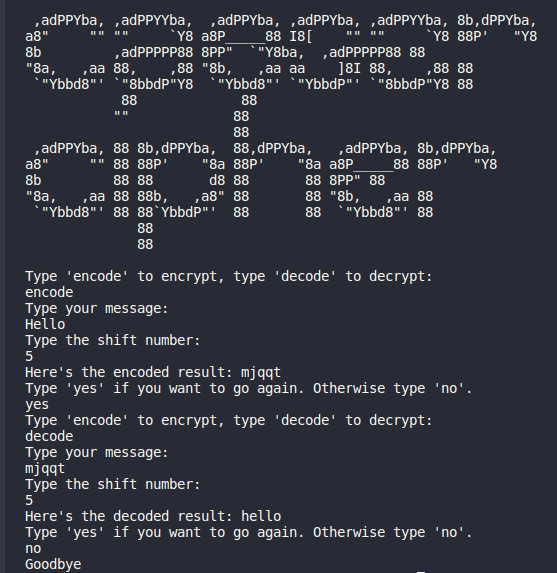 ,adPPYba, ,adPPYYba,  ,adPPYba, ,adPPYba, ,adPPYYba, 8b,dPPYba,
a8"     "" ""     `Y8 a8P_____88 I8[    "" ""     `Y8 88P'   "Y8
8b         ,adPPPPP88 8PP"  `"Y8ba,  ,adPPPPP88 88
"8a,   ,aa 88,    ,88 "8b,   ,aa aa    ]8I 88,    ,88 88
 `"Ybbd8"' `"8bbdP"Y8  `"Ybbd8"' `"YbbdP"' `"8bbdP"Y8 88
            88             88
           ""             88
                          88
 ,adPPYba, 88 8b,dPPYba,  88,dPPYba,   ,adPPYba, 8b,dPPYba,
a8"     "" 88 88P'    "8a 88P'    "8a a8P_____88 88P'   "Y8
8b         88 88       d8 88       88 8PP" 88
"8a,   ,aa 88 88b,   ,a8" 88       88 "8b,   ,aa 88
 `"Ybbd8"' 88 88`YbbdP"'  88       88  `"Ybbd8"' 88
              88
              88
Type 'encode' to encrypt, type 'decode' to decrypt:
encode
Type your message:
Hello
Type the shift number:
5
Here's the encoded result: mjqqt
Type 'yes' if you want to go again. Otherwise type 'no'.
yes
Type 'encode' to encrypt, type 'decode' to decrypt:
decode
Type your message:
mjqqt
Type the shift number:
5
Here's the decoded result: hello
Type 'yes' if you want to go again. Otherwise type 'no'.
no
Goodbye